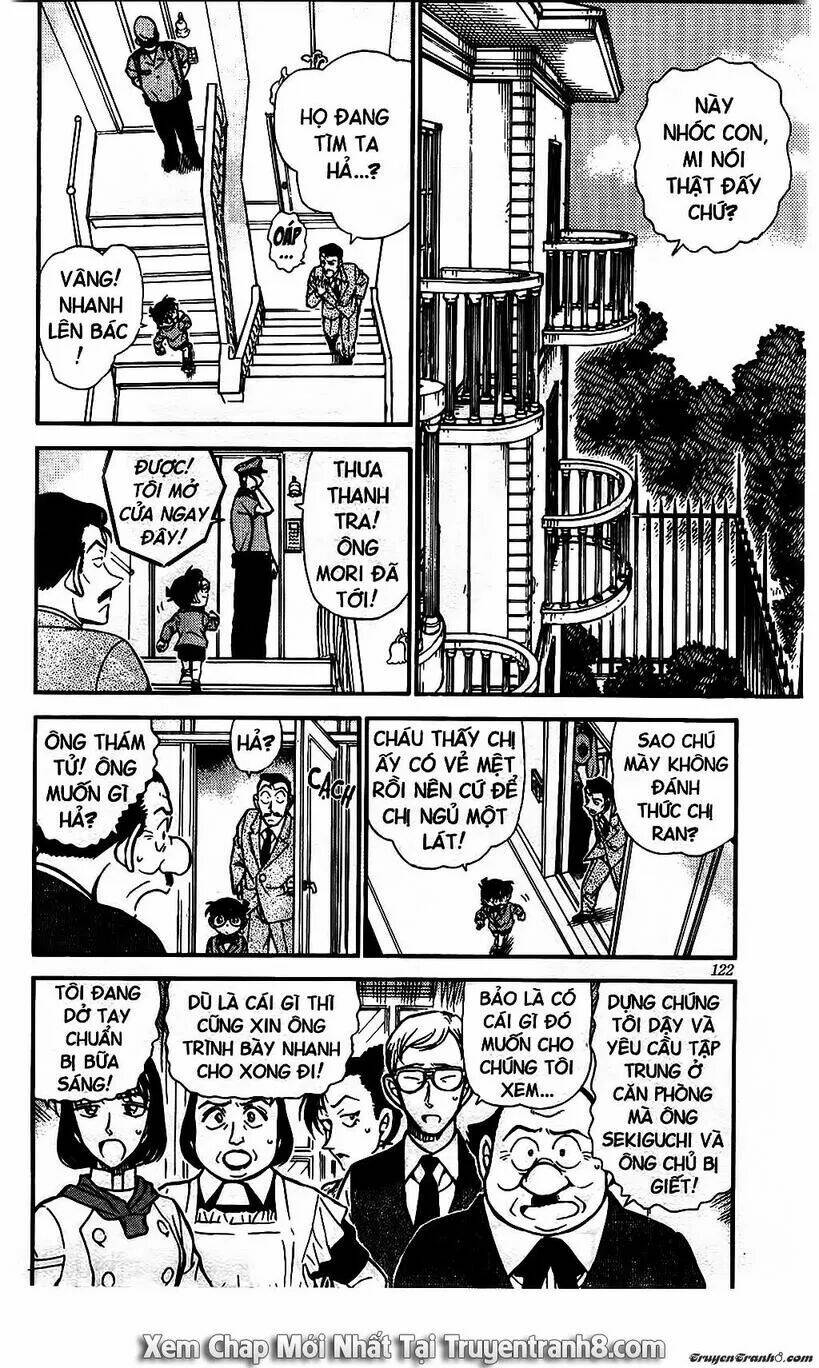 NÀY
NHÓC CON,
MI NÓI
THẬT ĐẤY
CHỨ?
HỌ ĐANG
TÌM TA
HẢ...?
OÁP
...
VÂNG!
NHANH
LÊN BÁC
!
THƯA
THANH
TRA!
ÔNG
MORI ĐÃ
TỚI!
ĐƯỢC!
TÔI MỞ
CỬA NGAY
ĐÂY!
SAO CHÚ
MÀY KHÔNG
ĐÁNH
THỨC CHỊ
RAN?
CHÁU THẤY CHỊ
ẤY CÓ VẺ MỆT
RỒI NÊN CỨ ĐỂ
CHỊ NGỦ MỘT
LÁT!
CẠCH
HẢ?
ÔNG THÁM
TỬ! ÔNG
MUỐN GÌ
HẢ?
122
DỰNG CHÚNG
TÔI DẬY VÀ
YÊU CẦU TẬP
TRUNG Ở
CĂN PHÒNG
MÀ ÔNG
SEKIGUCHI VÀ
ÔNG CHỦ BỊ
GIẾT!
BẢO LÀ CÓ
CÁI GÌ ĐÓ
MUỐN CHO
CHÚNG TÔI
XEM...
DÙ LÀ CÁI GÌ THÌ
CŨNG XIN ÔNG
TRÌNH BÀY NHANH
CHO XONG ĐI!
TÔI ĐANG
DỞ TAY
CHUẨN
BỊ BỮA
SÁNG!
Xem Chap Mới Nhất Tại Truyentranh8.com
TruyenTranh8.com